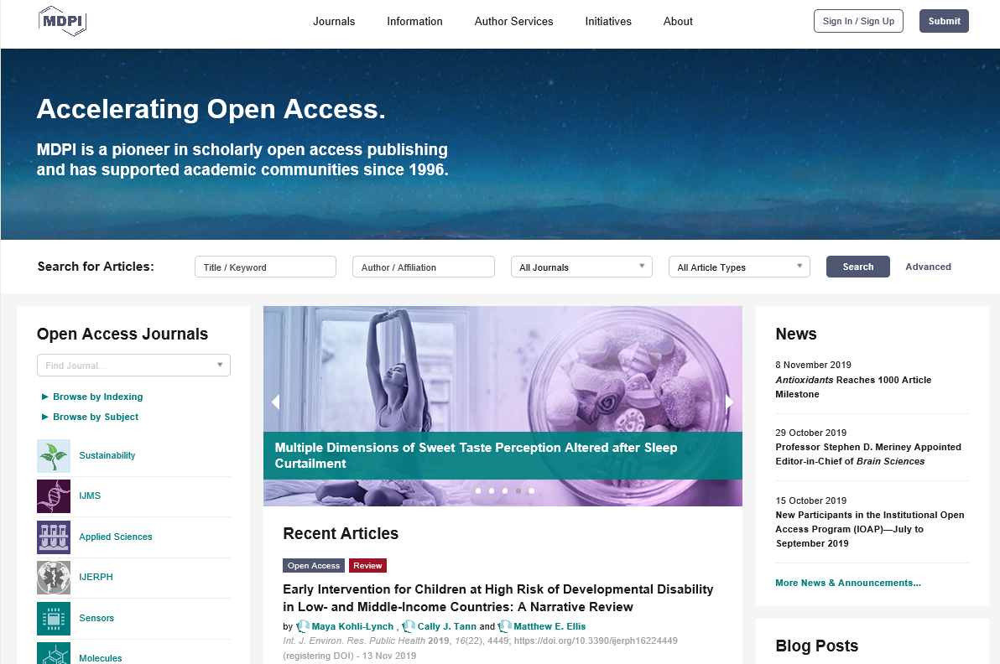 MDPI
Journals
Information
Author Services
Initiatives
About
Sign In / Sign Up
Submit
Accelerating Open Access.
MDPI is a pioneer in scholarly open access publishing
and has supported academic communities since 1996.
Search for Articles:
Title / Keyword
Author / Affiliation
All Journals
All Article Types
Search
Advanced
Open Access Journals
Find Journal...
Browse by Indexing
Browse by Subject
Sustainability
IJMS
Applied Sciences
IJERPH
Sensors
Molecules
Multiple Dimensions of Sweet Taste Perception Altered after Sleep
Curtailment
Recent Articles
Open Access
Review
Early Intervention for Children at High Risk of Developmental Disability
in Low- and Middle-Income Countries: A Narrative Review
by Maya Kohli-Lynch , Cally J. Tann and Matthew E. Ellis
Int. J. Environ. Res. Public Health 2019, 16(22), 4449; https://doi.org/10.3390/ijerph16224449
(registering DOI) - 13 Nov 2019
News
8 November 2019
Antioxidants Reaches 1000 Article
Milestone
29 October 2019
Professor Stephen D. Meriney Appointed
Editor-in-Chief of Brain Sciences
15 October 2019
New Participants in the Institutional Open
Access Program (IOAP)—July to
September 2019
More News & Announcements...
Blog Posts